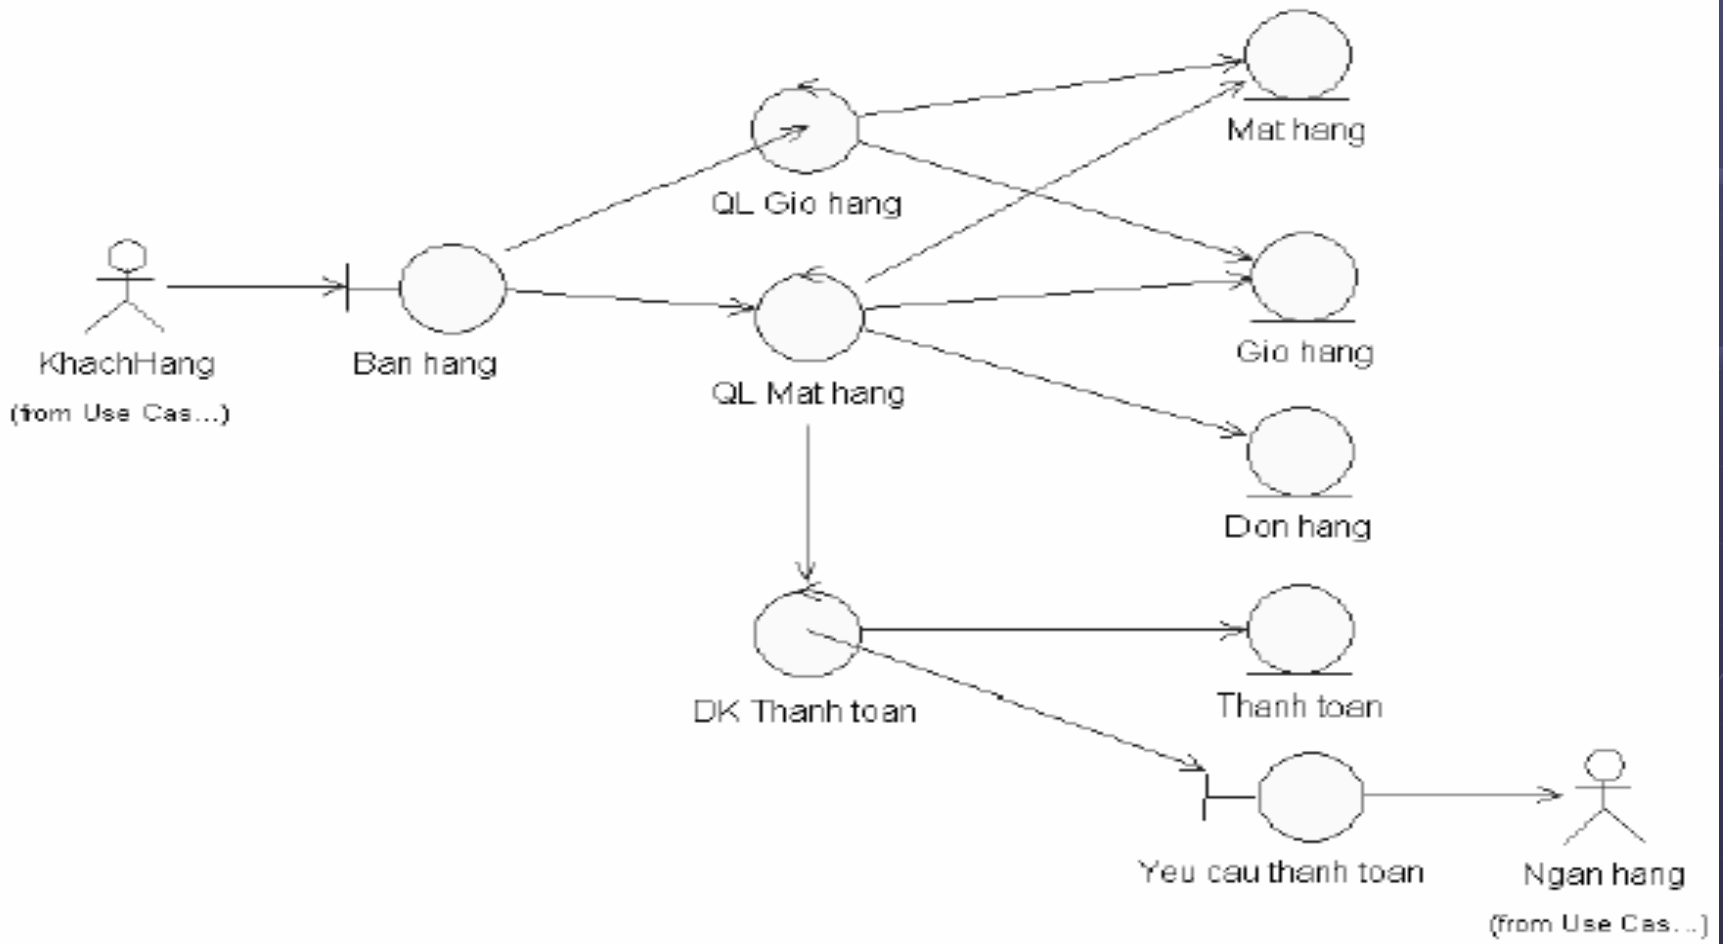 Mat hang
QL Gio hang
KhachHang
(from Use Cas...)
Ban hang
QL Mat hang
Gio hang
Don hang
DK Thanh toan
Thanh toan
Yeu cau thanh toan
Ngan hang
(from Use Cas...)